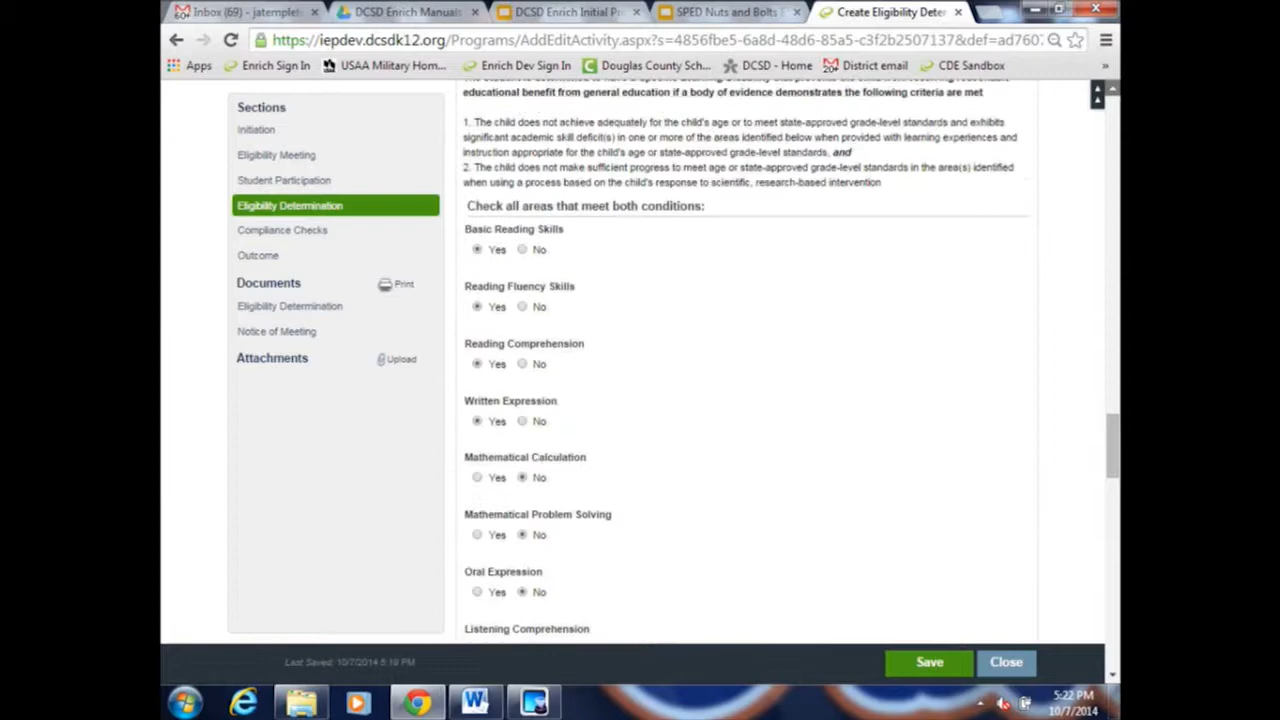 Inbox (69) - jatemplet
DCSD Enrich Manuals
DCSD Enrich Initial Pr
SPED Nuts and Bolts
Create Eligibility Deter
https://iepdev.dcsdk12.org/Programs/AddEditActivity.aspx?s=4856fbe5-6a8d-48d6-85a5-c3f2b2507137&def=ad760
Apps
Enrich Sign In
USAA Military Hom...
Enrich Dev Sign In
Douglas County Sch...
DCSD - Home
District email
CDE Sandbox
»
Sections
Initiation
Eligibility Meeting
Student Participation
Eligibility Determination
Compliance Checks
Outcome
Documents
Print
Eligibility Determination
Notice of Meeting
Attachments
Upload
educational benefit from general education if a body of evidence demonstrates the following criteria are met
1. The child does not achieve adequately for the child's age or to meet state-approved grade-level standards and exhibits
significant academic skill deficit(s) in one or more of the areas identified below when provided with learning experiences and
instruction appropriate for the child's age or state-approved grade-level standards, and
2. The child does not make sufficient progress to meet age or state-approved grade-level standards in the area(s) identified
when using a process based on the child's response to scientific, research-based intervention
Check all areas that meet both conditions:
Basic Reading Skills
Yes No
Reading Fluency Skills
Yes No
Reading Comprehension
Yes No
Written Expression
Yes No
Mathematical Calculation
Yes No
Mathematical Problem Solving
Yes No
Oral Expression
Yes No
Listening Comprehension
Last Saved: 10/7/2014 5:19 PM
Save
Close
5:22 PM
10/7/2014